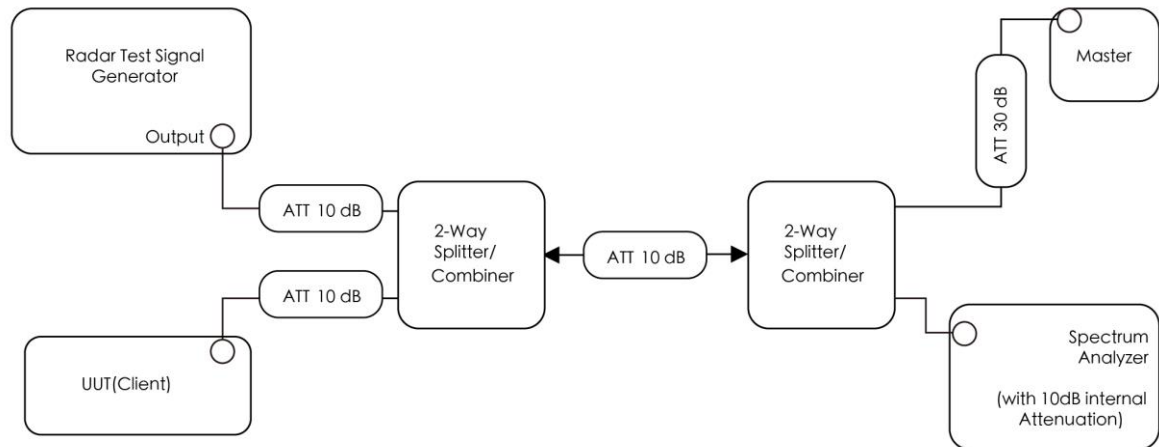 Radar Test Signal
Generator
Output
ATT 10 dB
2-Way
Splitter/
Combiner
ATT 10 dB
UUT(Client)
ATT 10 dB
2-Way
Splitter/
Combiner
ATT 30 dB
Master
Spectrum
Analyzer
(with 10dB internal
Attenuation)